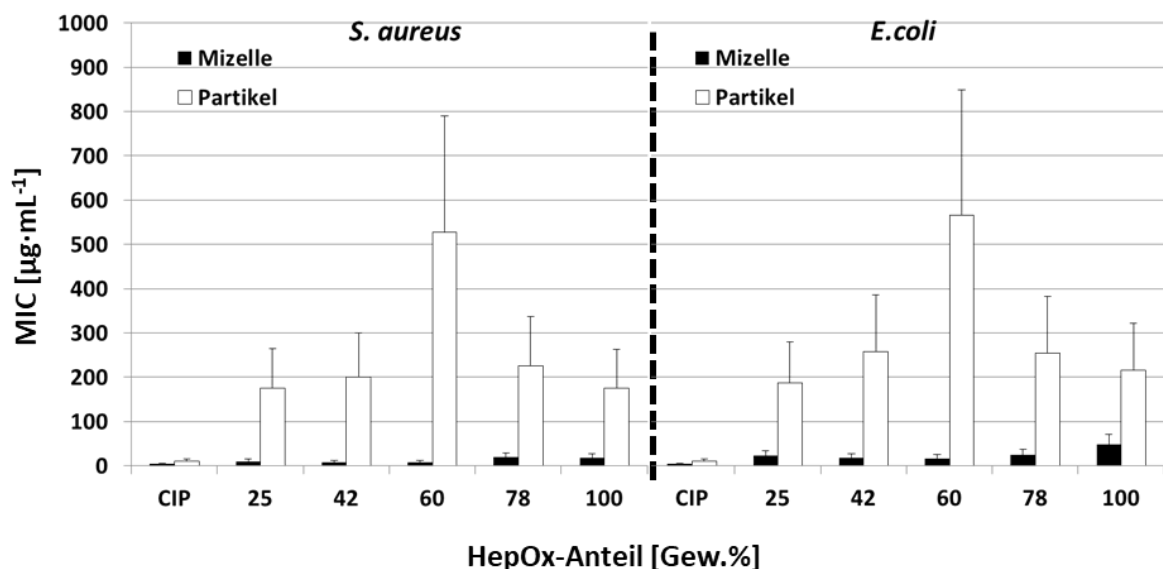 1000
900
800
700
600
500
400
300
200
100
0
MIC [µg·mL⁻¹]
S. aureus
■ Mizelle
□ Partikel
E.coli
■ Mizelle
□ Partikel
CIP 25 42 60 78 100 CIP 25 42 60 78 100
HepOx-Anteil [Gew.%]